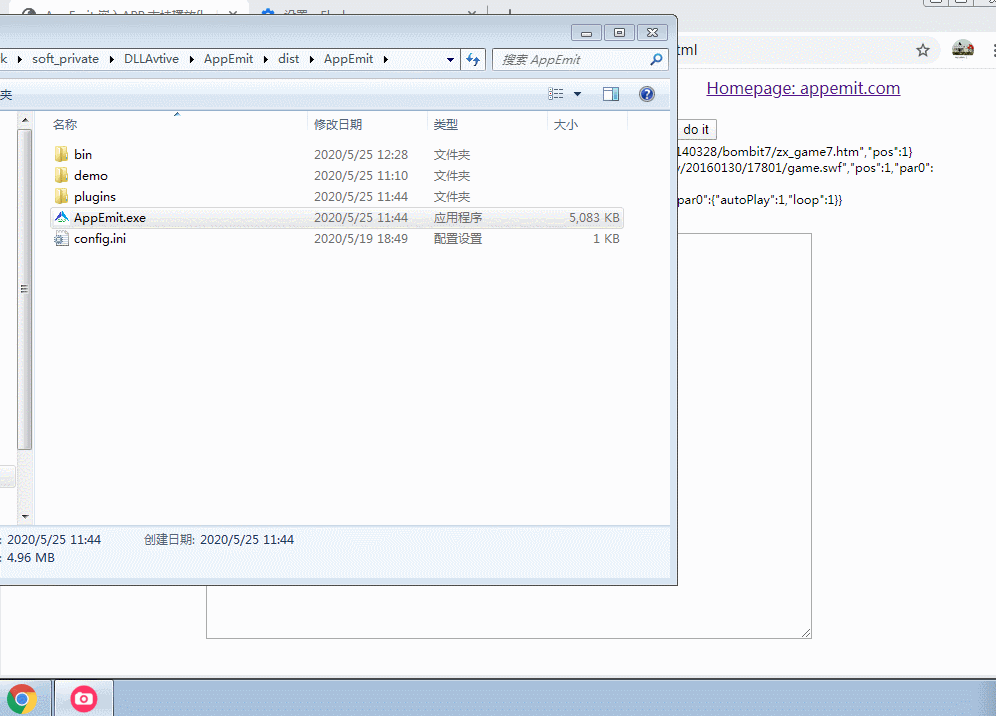 k ▸ soft_private ▸ DLLAvtive ▸ AppEmit ▸ dist ▸ AppEmit ▸
搜索 AppEmit
tml
夹
Homepage: appemit.com
名称 修改日期 类型 大小
do it
bin 2020/5/25 12:28 文件夹
140328/bombit7/zx_game7.htm","pos":1}
demo 2020/5/25 11:10 文件夹
/20160130/17801/game.swf","pos":1,"par0":
plugins 2020/5/25 11:44 文件夹
par0":{"autoPlay":1,"loop":1}}
AppEmit.exe 2020/5/25 11:44 应用程序 5,083 KB
config.ini 2020/5/19 18:49 配置设置 1 KB
: 2020/5/25 11:44 创建日期: 2020/5/25 11:44
: 4.96 MB